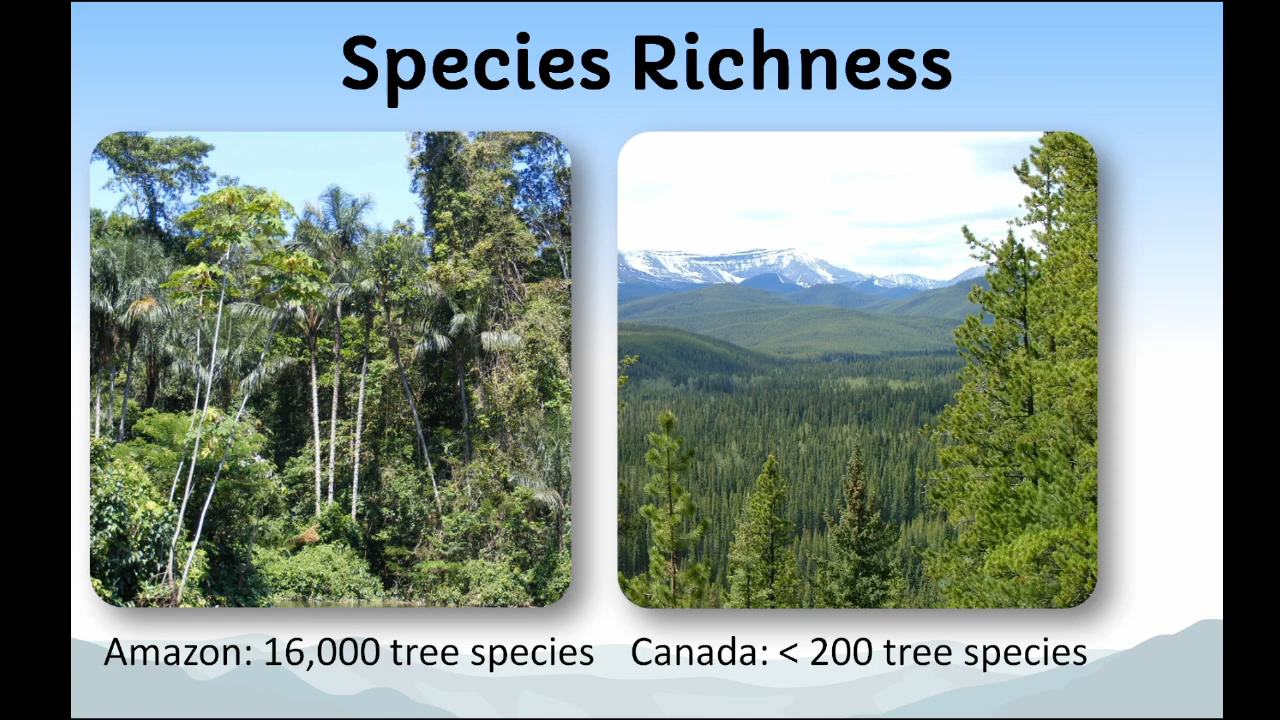 Species Richness
Amazon: 16,000 tree species
Canada: < 200 tree species